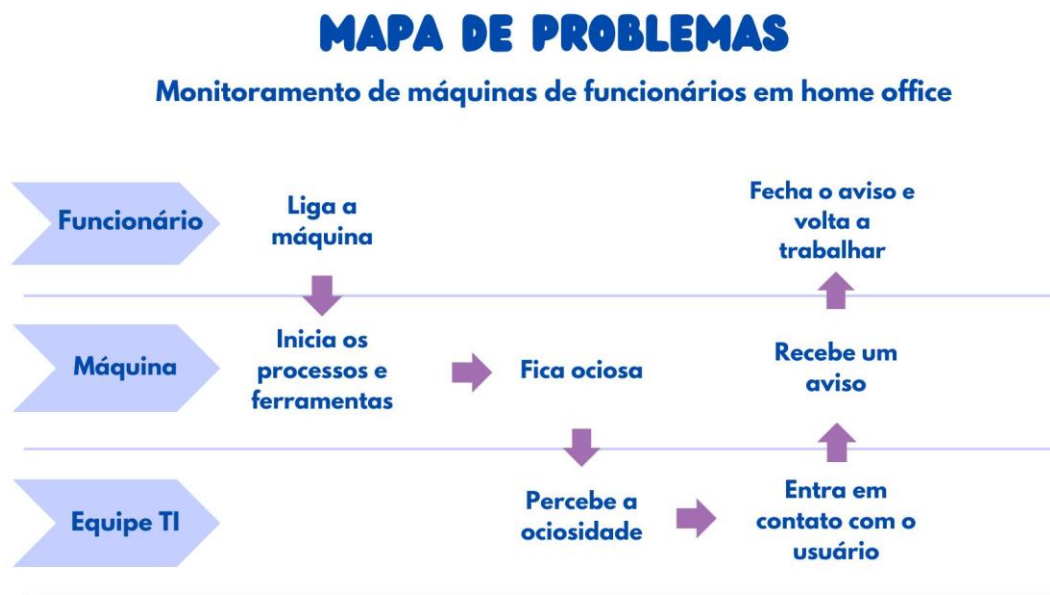 MAPA DE PROBLEMAS
Monitoramento de máquinas de funcionários em home office
Funcionário
Liga a
máquina
Fecha o aviso e
volta a
trabalhar
Máquina
Inicia os
processos e
ferramentas
Fica ociosa
Recebe um
aviso
Equipe TI
Percebe a
ociosidade
Entra em
contato com o
usuário